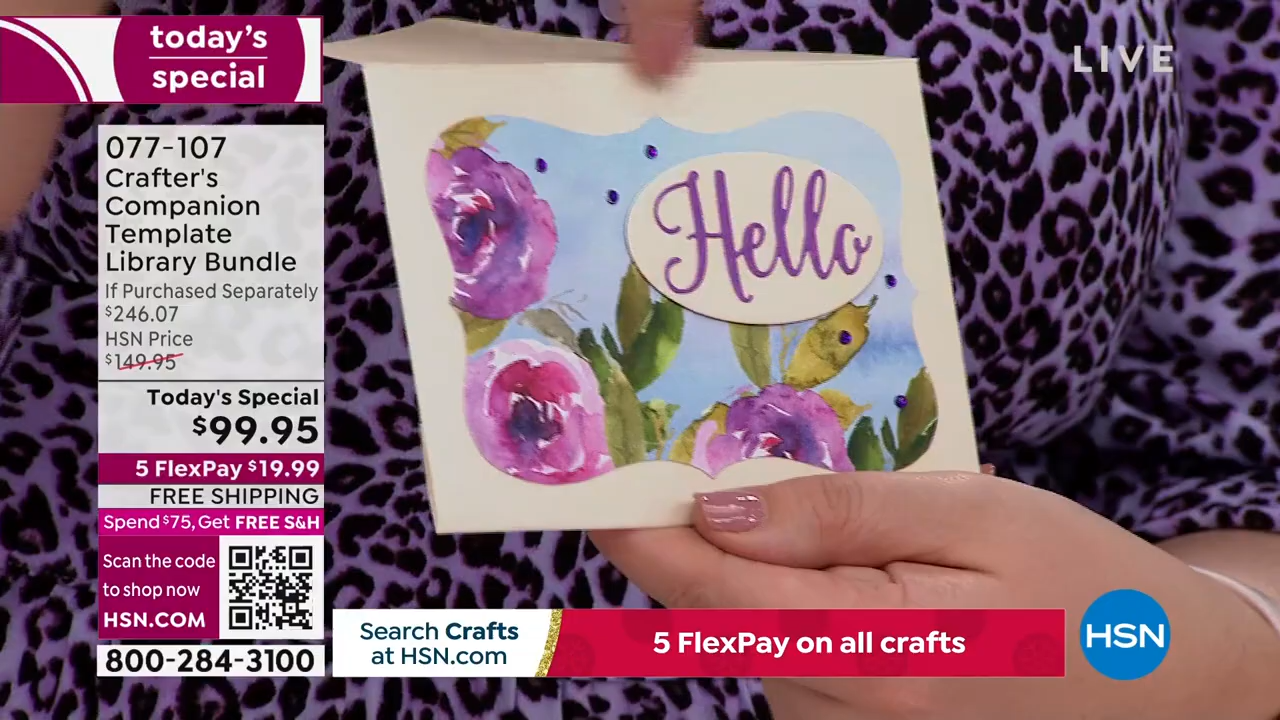 today's
special
LIVE
077-107
Crafter's
Companion
Template
Library Bundle
If Purchased Separately
$246.07
HSN Price
$149.95
Today's Special
$99.95
5 FlexPay $19.99
FREE SHIPPING
Spend $75, Get FREE S&H
Scan the code
to shop now
HSN.COM
800-284-3100
Hello
Search Crafts
at HSN.com
5 FlexPay on all crafts
HSN